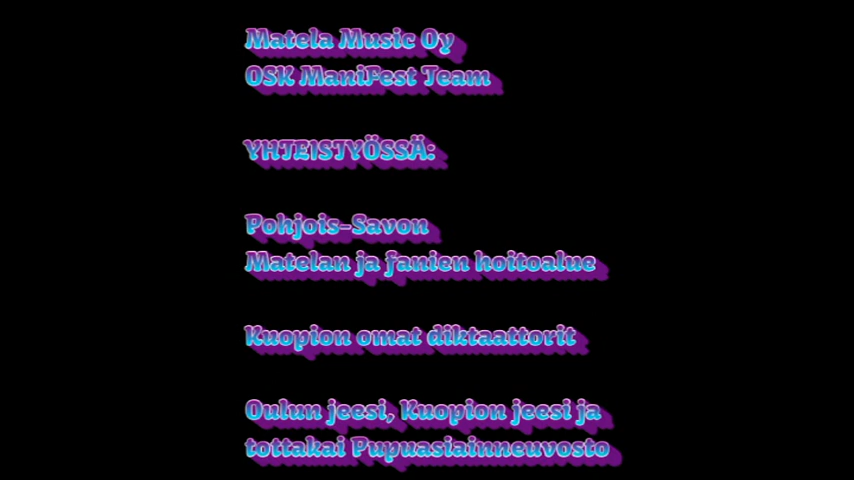 Matela Music Oy
OSK ManiFest Team
YHTEISTYÖSSÄ:
Pohjois-Savon
Matelan ja fanien hoitoalue
Kuopion omat diktaattorit
Oulun jeesi, Kuopion jeesi ja
tottakai Pupuasiainneuvosto